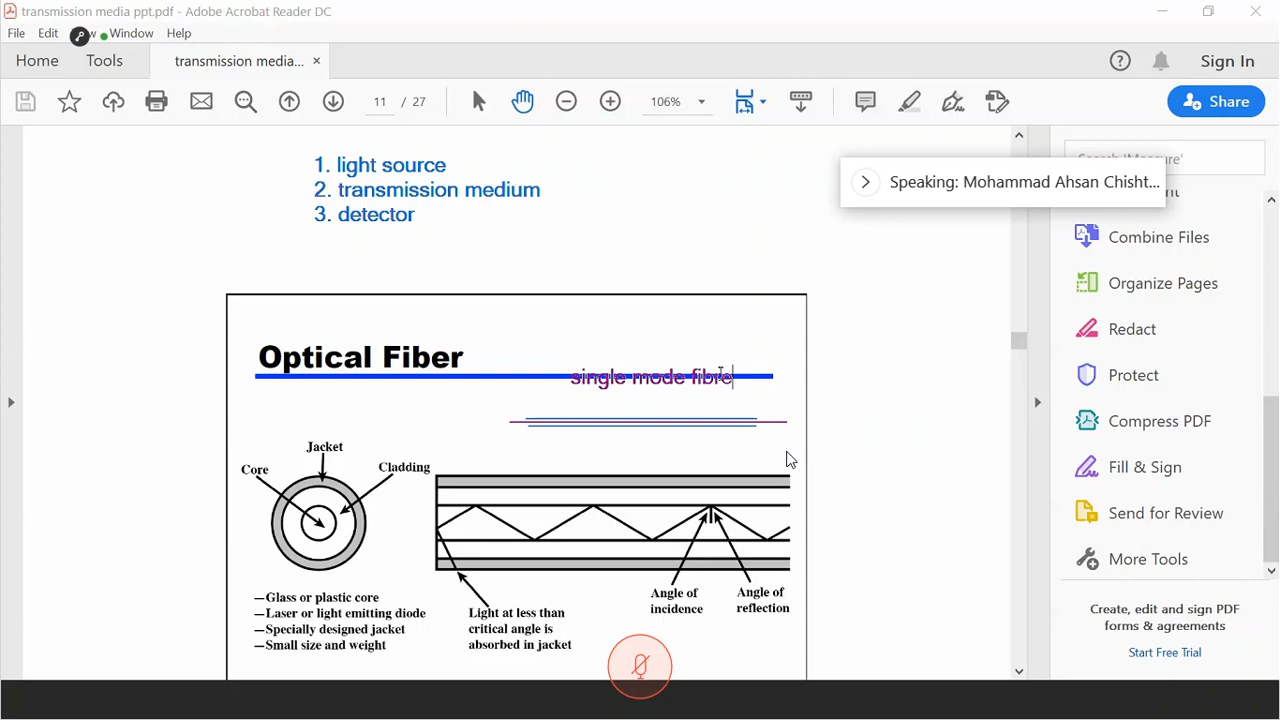 transmission media ppt.pdf - Adobe Acrobat Reader DC
File Edit Window Help
Home Tools transmission media... × Sign In
11 / 27 106% Share
1. light source
2. transmission medium
3. detector
Speaking: Mohammad Ahsan Chisht...
Combine Files
Organize Pages
Redact
Protect
Compress PDF
Fill & Sign
Send for Review
More Tools
Create, edit and sign PDF
forms & agreements
Start Free Trial
Optical Fiber
single mode fibre
Jacket
Core
Cladding
Angle of
incidence
Angle of
reflection
—Glass or plastic core
—Laser or light emitting diode
—Specially designed jacket
—Small size and weight
Light at less than
critical angle is
absorbed in jacket